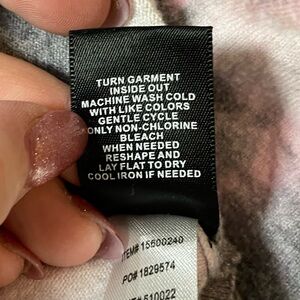 TURN GARMENT
INSIDE OUT
MACHINE WASH COLD
WITH LIKE COLORS
GENTLE CYCLE
ONLY NON-CHLORINE
BLEACH
WHEN NEEDED
RESHAPE AND
LAY FLAT TO DRY
COOL IRON IF NEEDED
ITEM# 15600240
PO# 1829574
510022